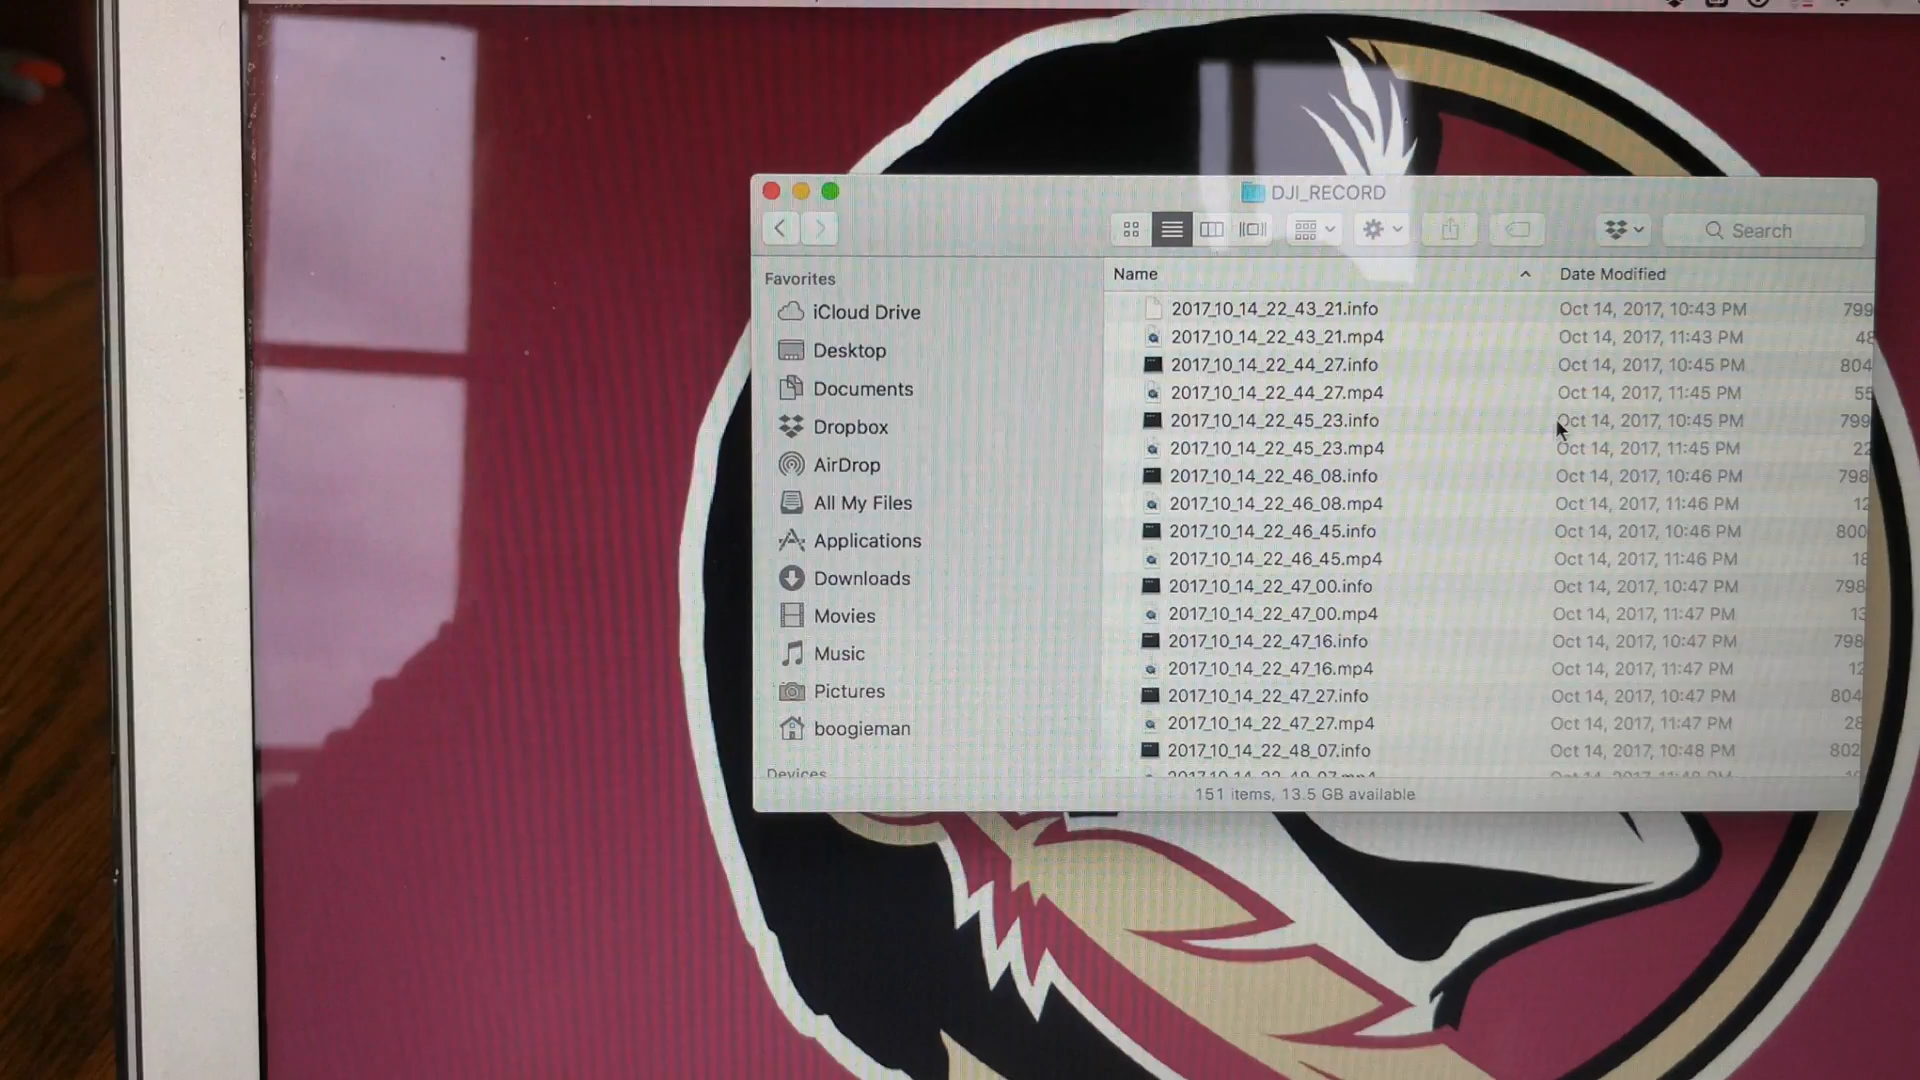 DJI_RECORD
Search
Favorites
iCloud Drive
Desktop
Documents
Dropbox
AirDrop
All My Files
Applications
Downloads
Movies
Music
Pictures
boogieman
Devices
Name Date Modified
2017_10_14_22_43_21.info Oct 14, 2017, 10:43 PM 799
2017_10_14_22_43_21.mp4 Oct 14, 2017, 11:43 PM 48
2017_10_14_22_44_27.info Oct 14, 2017, 10:45 PM 804
2017_10_14_22_44_27.mp4 Oct 14, 2017, 11:45 PM 55
2017_10_14_22_45_23.info Oct 14, 2017, 10:45 PM 799
2017_10_14_22_45_23.mp4 Oct 14, 2017, 11:45 PM 22
2017_10_14_22_46_08.info Oct 14, 2017, 10:46 PM 798
2017_10_14_22_46_08.mp4 Oct 14, 2017, 11:46 PM 12
2017_10_14_22_46_45.info Oct 14, 2017, 10:46 PM 800
2017_10_14_22_46_45.mp4 Oct 14, 2017, 11:46 PM 18
2017_10_14_22_47_00.info Oct 14, 2017, 10:47 PM 798
2017_10_14_22_47_00.mp4 Oct 14, 2017, 11:47 PM 13
2017_10_14_22_47_16.info Oct 14, 2017, 10:47 PM 798
2017_10_14_22_47_16.mp4 Oct 14, 2017, 11:47 PM 12
2017_10_14_22_47_27.info Oct 14, 2017, 10:47 PM 804
2017_10_14_22_47_27.mp4 Oct 14, 2017, 11:47 PM 28
2017_10_14_22_48_07.info Oct 14, 2017, 10:48 PM 802
2017_10_14_22_48_07.mp4 Oct 14, 2017, 11:48 PM
151 items, 13.5 GB available